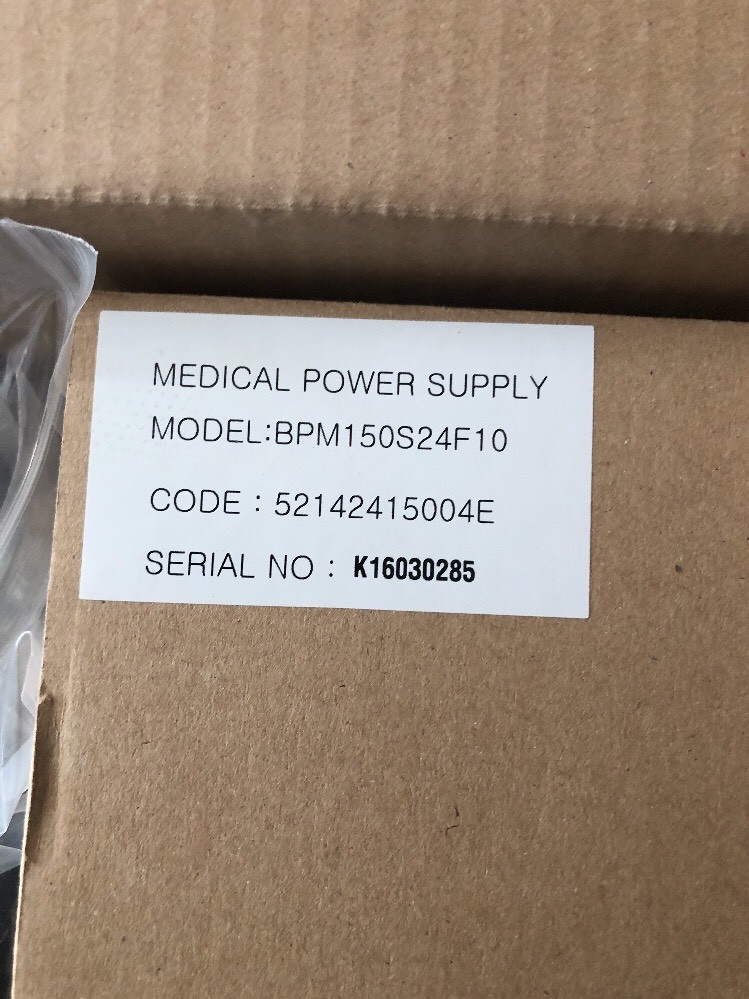 MEDICAL POWER SUPPLY
MODEL:BPM150S24F10
CODE : 52142415004E
SERIAL NO : K16030285